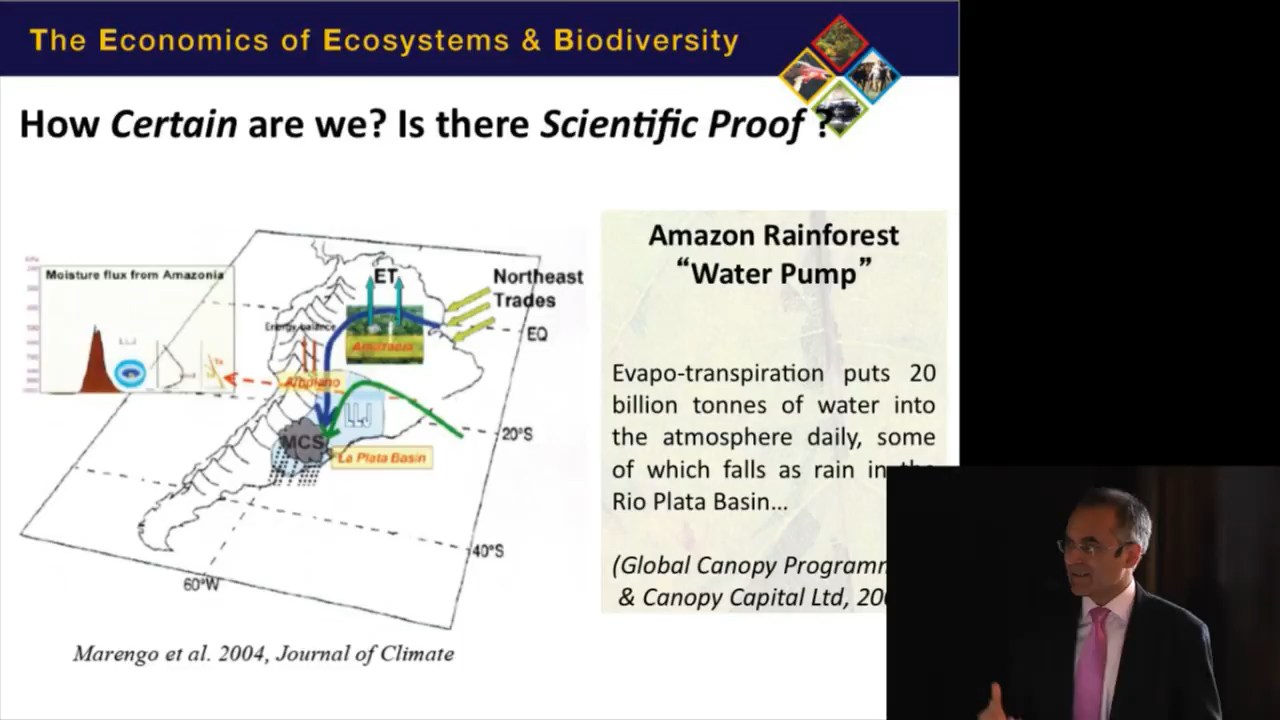 The Economics of Ecosystems & Biodiversity
How Certain are we? Is there Scientific Proof ?
Moisture flux from Amazonia
ET
Northeast
Trades
Energy balance
EQ
Amazonia
Altiplano
LLJ
MCS
20°S
La Plata Basin
40°S
60°W
Marengo et al. 2004, Journal of Climate
Amazon Rainforest
“Water Pump”
Evapo-transpiration puts 20
billion tonnes of water into
the atmosphere daily, some
of which falls as rain in the
Rio Plata Basin...
(Global Canopy Programm
& Canopy Capital Ltd, 20